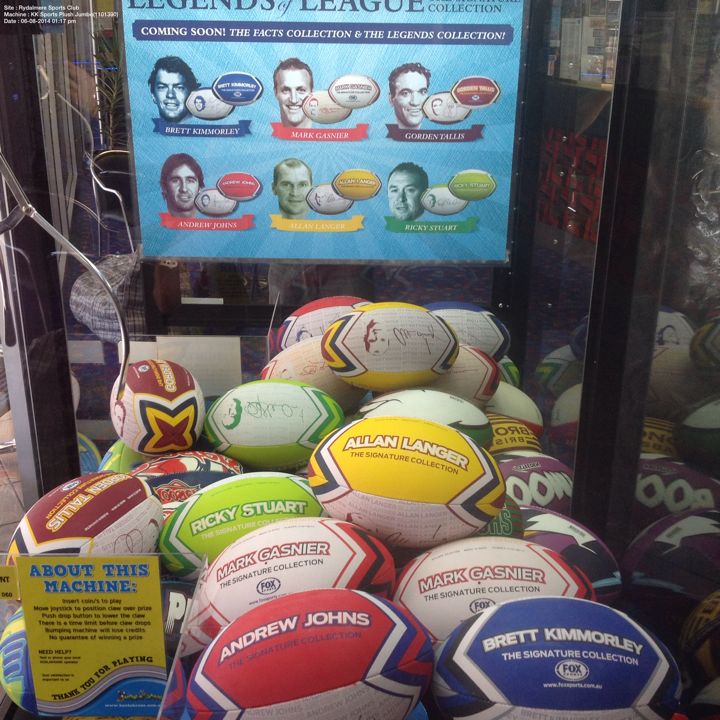 Site : Rydalmere Sports Club
Machine : KK Sports Plush Jumbo(101390)
Date : 06-08-2014 01:17 pm
LEGENDS of LEAGUE
COLLECTION
COMING SOON! THE FACTS COLLECTION & THE LEGENDS COLLECTION!
BRETT KIMMORLEY
MARK GASNIER
GORDEN TALLIS
ANDREW JOHNS
ALLAN LANGER
RICKY STUART
ALLAN LANGER
THE SIGNATURE COLLECTION
GORDEN TALLIS
RICKY STUART
THE SIGNATURE COLLECTION
MARK GASNIER
THE SIGNATURE COLLECTION
FOX
SPORTS
MARK GASNIER
THE SIGNATURE COLLECTION
FOX
ANDREW JOHNS
THE SIGNATURE COLLECTION
BRETT KIMMORLEY
THE SIGNATURE COLLECTION
FOX
SPORTS
www.foxsports.com.au
ABOUT THIS
MACHINE:
Insert coin/s to play
Move joystick to position claw over prize
Push drop button to lower the claw
There is a time limit before claw drops
Bumping machine will lose credits
No guarantee of winning a prize
NEED HELP?
THANK YOU FOR PLAYING